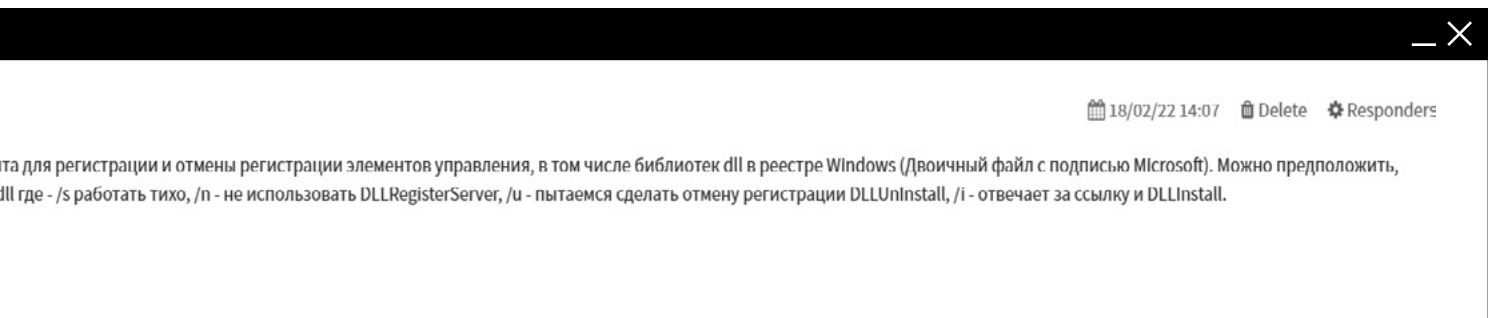 18/02/22 14:07 Delete Responders
та для регистрации и отмены регистрации элементов управления, в том числе библиотек dll в реестре Windows (Двоичный файл с подписью Microsoft). Можно предположить,
dll где - /s работать тихо, /n - не использовать DLLRegisterServer, /u - пытаемся сделать отмену регистрации DLLUnInstall, /i - отвечает за ссылку и DLLInstall.